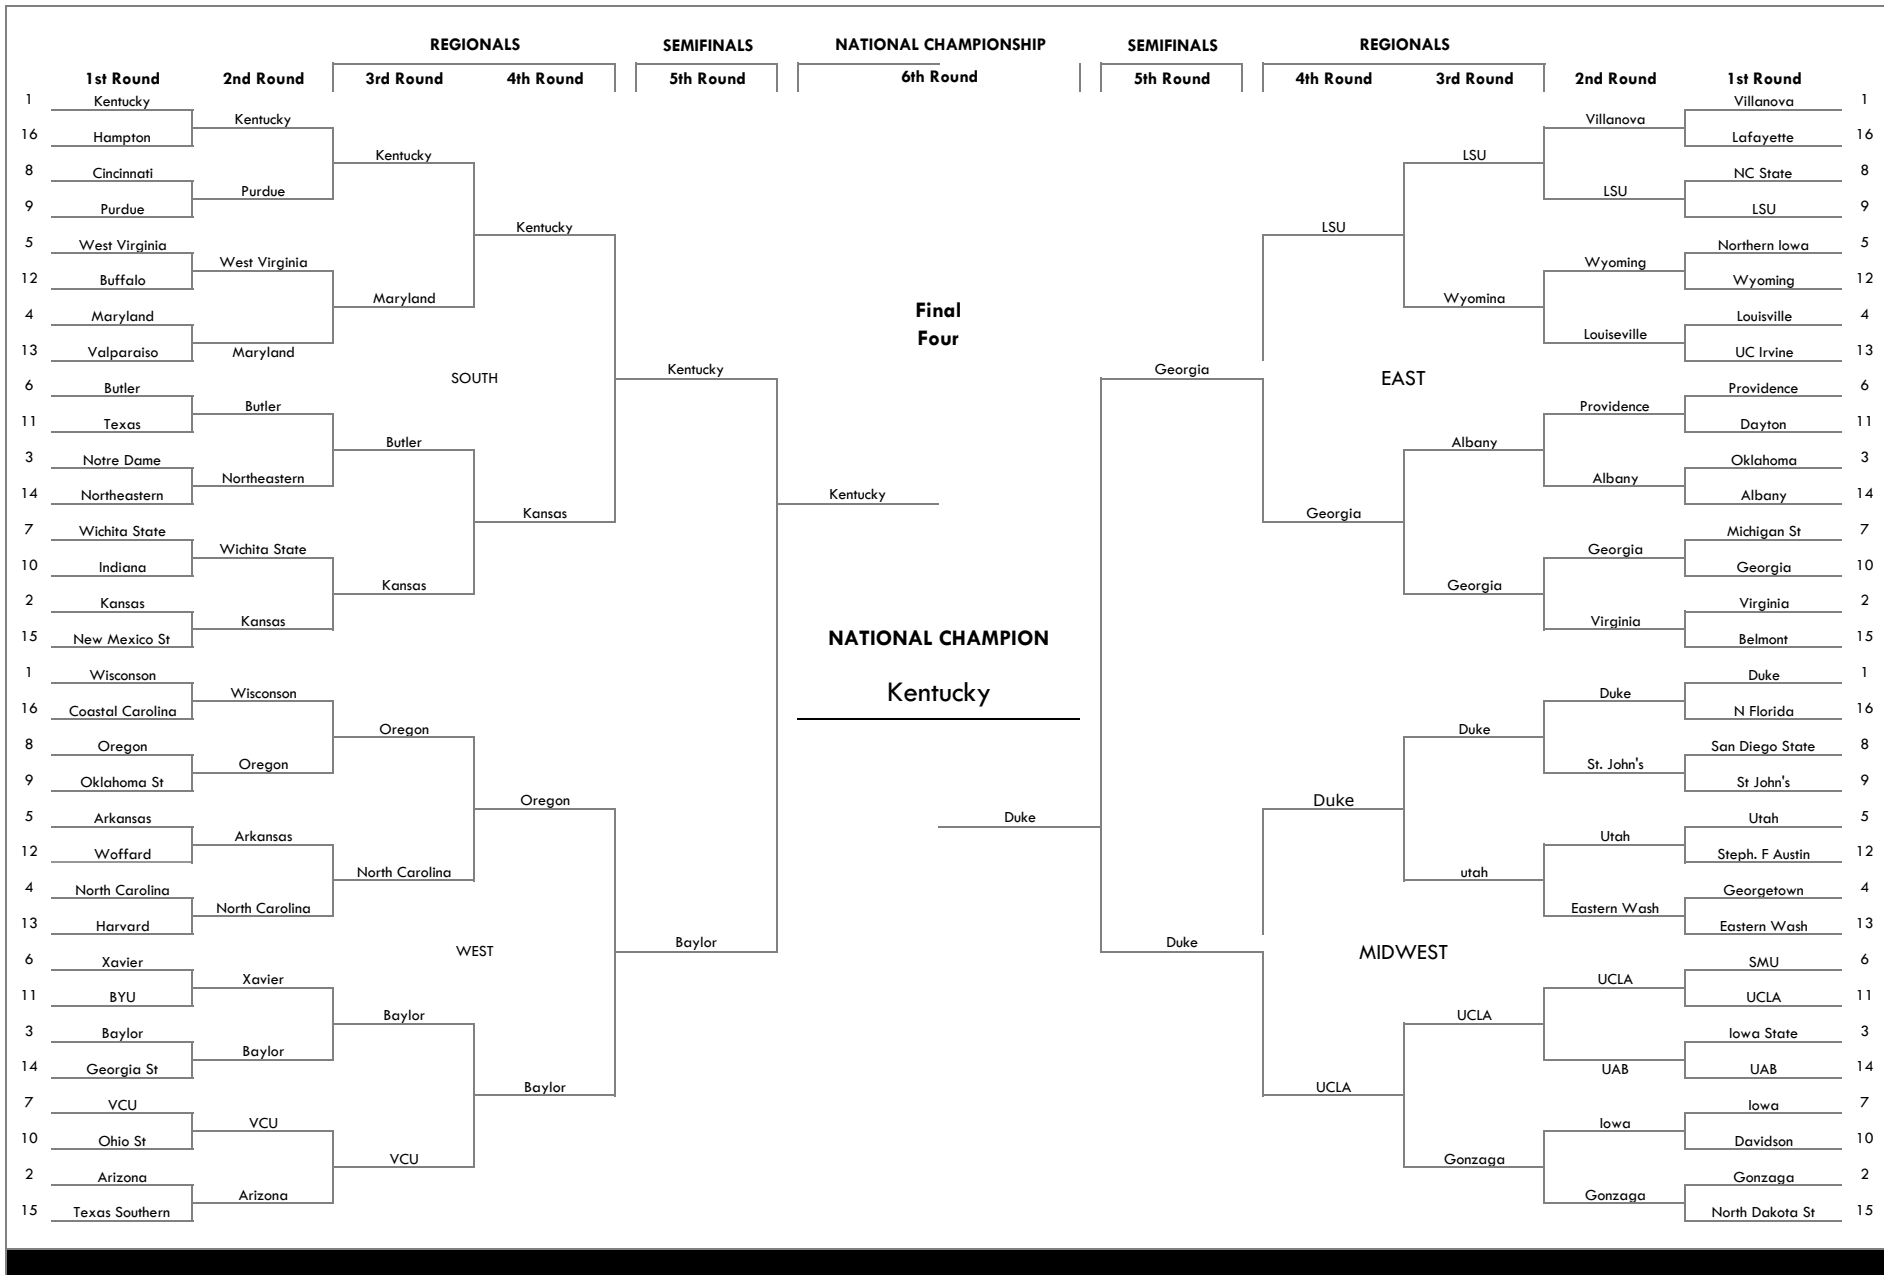 REGIONALS SEMIFINALS NATIONAL CHAMPIONSHIP SEMIFINALS REGIONALS
1st Round 2nd Round 3rd Round 4th Round 5th Round 6th Round 5th Round 4th Round 3rd Round 2nd Round 1st Round
1 Kentucky Villanova 1
Kentucky Villanova
16 Hampton Lafayette 16
Kentucky LSU
8 Cincinnati NC State 8
Purdue LSU
9 Purdue LSU 9
Kentucky LSU
5 West Virginia Northern Iowa 5
West Virginia Wyoming
12 Buffalo Wyoming 12
Maryland Wyomina
Final
4 Maryland Louisville 4
Louiseville
Four
13 Valparaiso Maryland UC Irvine 13
Kentucky Georgia
SOUTH EAST
6 Butler Providence 6
Butler Providence
11 Texas Dayton 11
Butler Albany
3 Notre Dame Oklahoma 3
Northeastern Albany
14 Northeastern Kentucky Albany 14
Kansas Georgia
7 Wichita State Michigan St 7
Wichita State Georgia
10 Indiana Georgia 10
Kansas Georgia
2 Kansas Virginia 2
Kansas Virginia
15 New Mexico St NATIONAL CHAMPION Belmont 15
1 Wisconson Duke 1
Wisconson Kentucky Duke
16 Coastal Carolina N Florida 16
Oregon Duke
8 Oregon San Diego State 8
Oregon St. John's
9 Oklahoma St St John's 9
Oregon Duke
5 Arkansas Duke Utah 5
Arkansas Utah
12 Woffard Steph. F Austin 12
North Carolina utah
4 North Carolina Georgetown 4
North Carolina Eastern Wash
13 Harvard Eastern Wash 13
Baylor Duke
WEST MIDWEST
6 Xavier SMU 6
Xavier UCLA
11 BYU UCLA 11
Baylor UCLA
3 Baylor Iowa State 3
Baylor
14 Georgia St UAB UAB 14
Baylor UCLA
7 VCU Iowa 7
VCU Iowa
10 Ohio St Davidson 10
VCU Gonzaga
2 Arizona Gonzaga 2
Arizona Gonzaga
15 Texas Southern North Dakota St 15